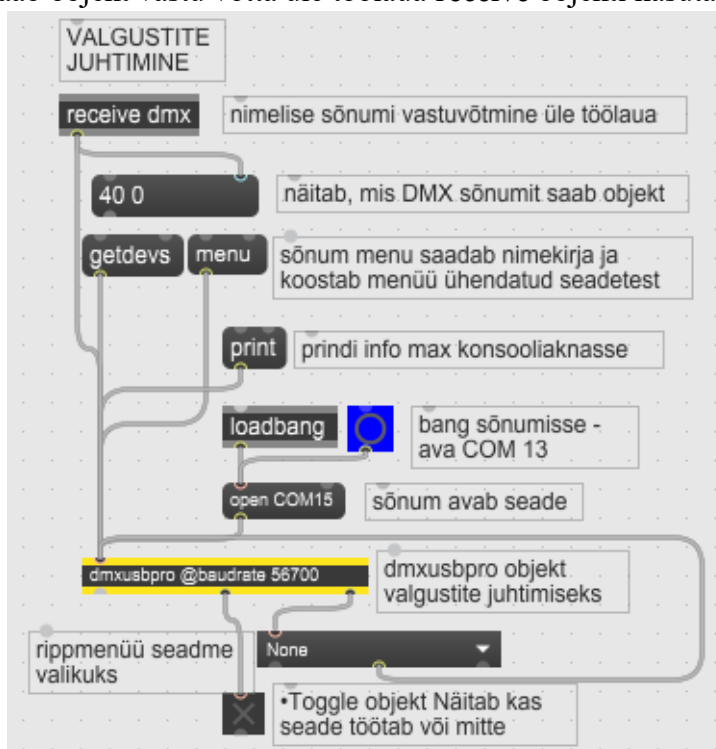 VALGUSTITE
JUHTIMINE
receive dmx
nimelise sõnumi vastuvõtmine üle töölaua
40 0
näitab, mis DMX sõnumit saab objekt
getdevs
menu
sõnum menu saadab nimekirja ja
koostab menüü ühendatud seadetest
print
prindi info max konsooliaknasse
loadbang
bang sõnumisse -
ava COM 13
open COM15
sõnum avab seade
dmxusbpro @baudrate 56700
dmxusbpro objekt
valgustite juhtimiseks
rippmenüü seadme
valikuks
None
•Toggle objekt Näitab kas
seade töötab või mitte